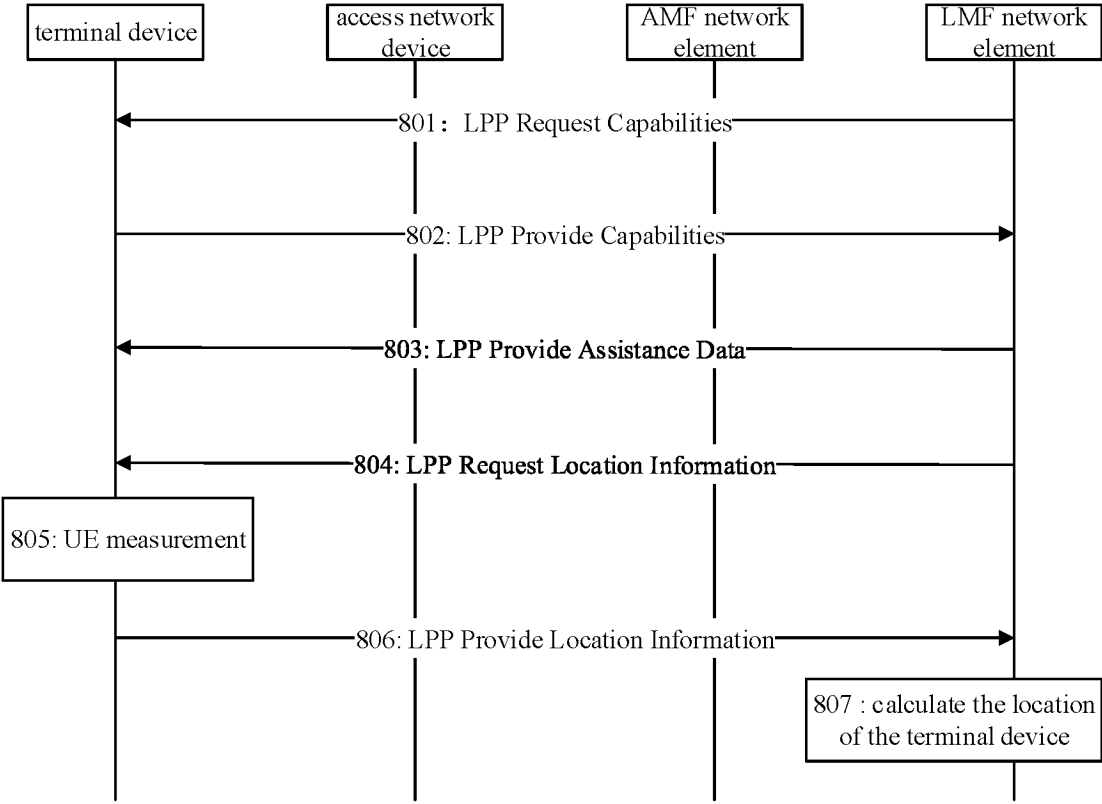 terminal device
access network
device
AMF network
element
LMF network
element
801：LPP Request Capabilities
802: LPP Provide Capabilities
803: LPP Provide Assistance Data
804: LPP Request Location Information
805: UE measurement
806: LPP Provide Location Information
807 : calculate the location
of the terminal device